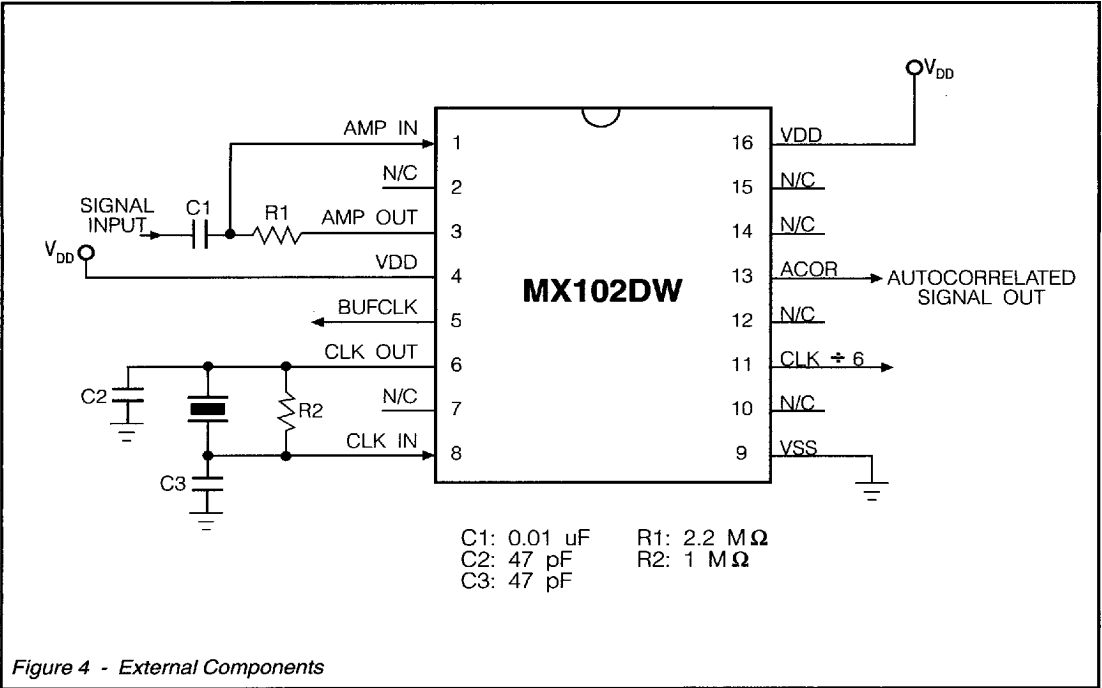 V_DD
AMP IN
1
16
VDD
N/C
2
15
N/C
SIGNAL
INPUT
C1
R1
AMP OUT
3
14
N/C
V_DD
VDD
4
MX102DW
13
ACOR
AUTOCORRELATED
SIGNAL OUT
BUFCLK
5
12
N/C
CLK OUT
6
11
CLK ÷ 6
C2
R2
N/C
7
10
N/C
CLK IN
8
9
VSS
C3
C1: 0.01 uF R1: 2.2 MΩ
C2: 47 pF R2: 1 MΩ
C3: 47 pF
Figure 4 - External Components